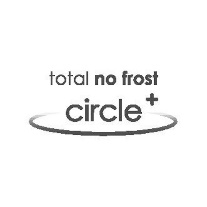 total no frost
circle+